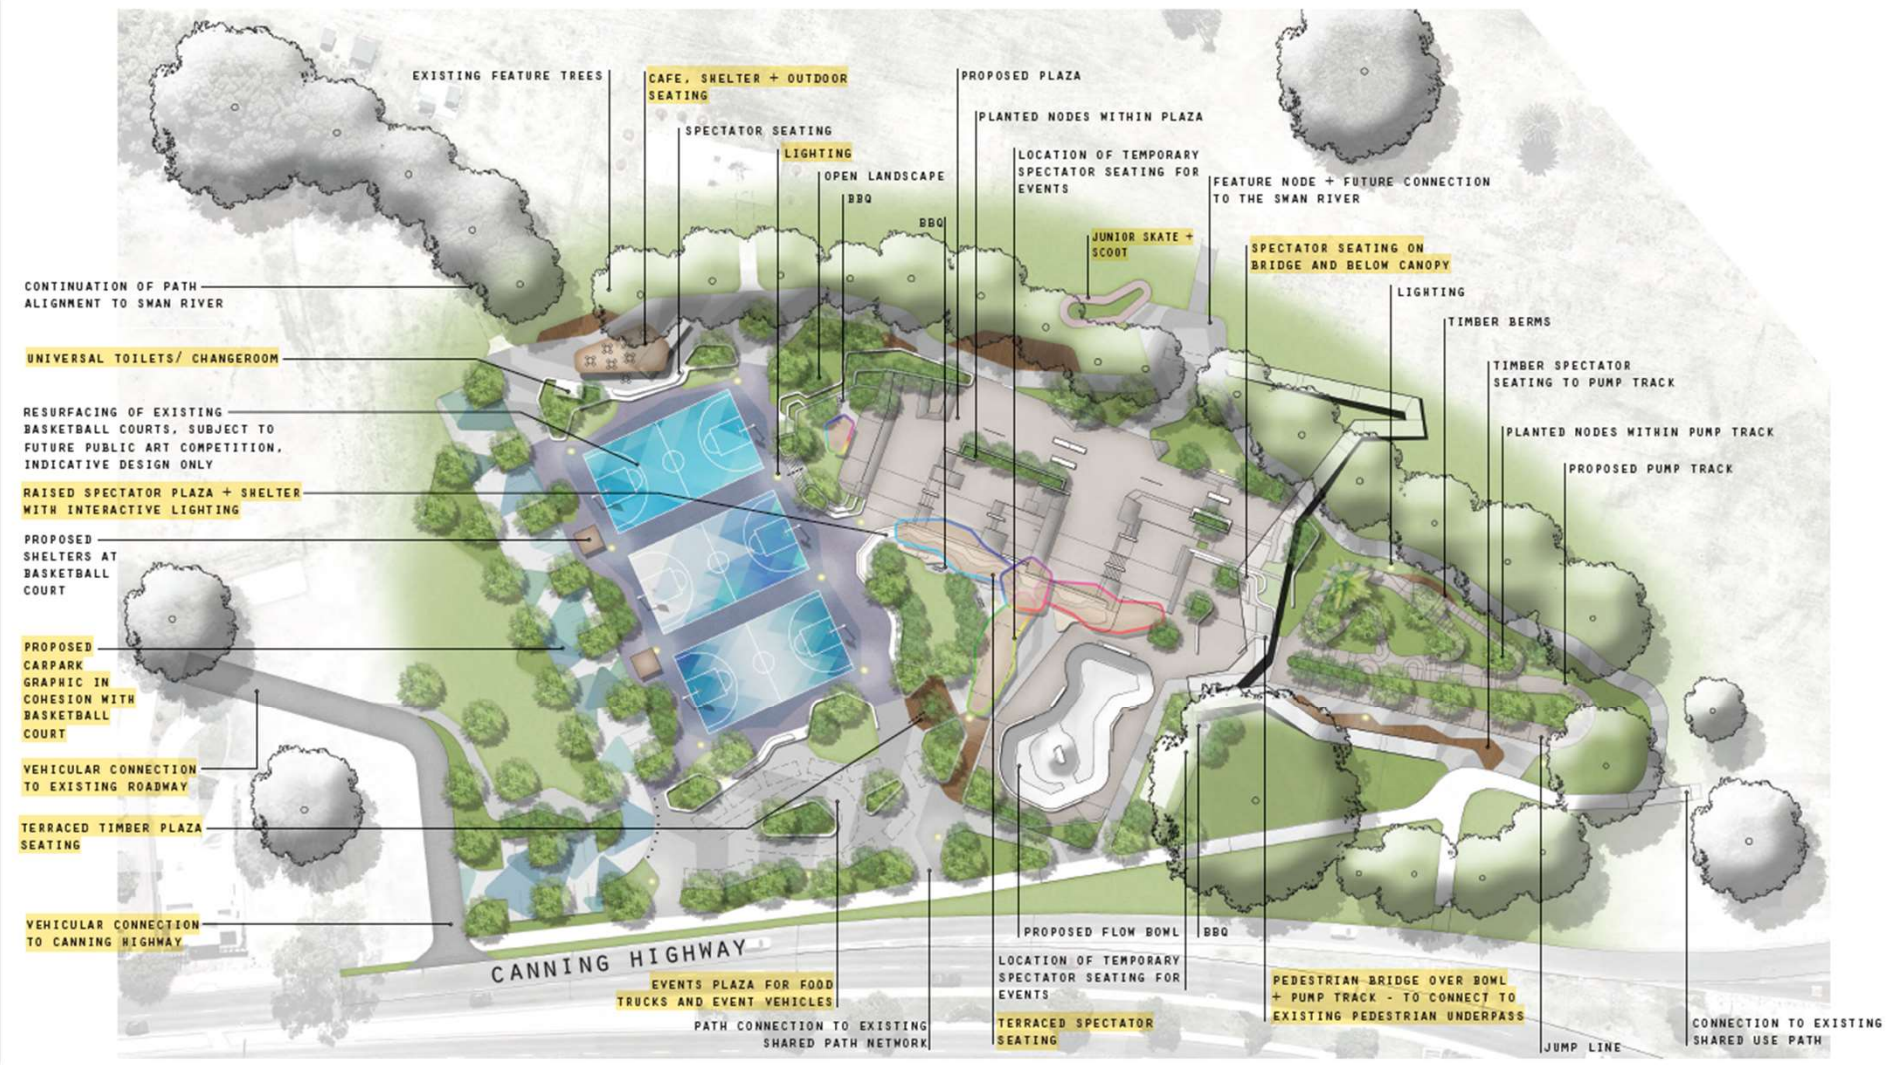 EXISTING FEATURE TREES
CAFE, SHELTER + OUTDOOR
SEATING
SPECTATOR SEATING
LIGHTING
OPEN LANDSCAPE
BBQ
BBQ
PROPOSED PLAZA
PLANTED NODES WITHIN PLAZA
LOCATION OF TEMPORARY
SPECTATOR SEATING FOR
EVENTS
FEATURE NODE + FUTURE CONNECTION
TO THE SWAN RIVER
JUNIOR SKATE +
SCOOT
SPECTATOR SEATING ON
BRIDGE AND BELOW CANOPY
LIGHTING
TIMBER BERMS
TIMBER SPECTATOR
SEATING TO PUMP TRACK
PLANTED NODES WITHIN PUMP TRACK
PROPOSED PUMP TRACK
CONTINUATION OF PATH
ALIGNMENT TO SWAN RIVER
UNIVERSAL TOILETS/ CHANGEROOM
RESURFACING OF EXISTING
BASKETBALL COURTS, SUBJECT TO
FUTURE PUBLIC ART COMPETITION,
INDICATIVE DESIGN ONLY
RAISED SPECTATOR PLAZA + SHELTER
WITH INTERACTIVE LIGHTING
PROPOSED
SHELTERS AT
BASKETBALL
COURT
PROPOSED
CARPARK
GRAPHIC IN
COHESION WITH
BASKETBALL
COURT
VEHICULAR CONNECTION
TO EXISTING ROADWAY
TERRACED TIMBER PLAZA
SEATING
VEHICULAR CONNECTION
TO CANNING HIGHWAY
CANNING HIGHWAY
EVENTS PLAZA FOR FOOD
TRUCKS AND EVENT VEHICLES
PATH CONNECTION TO EXISTING
SHARED PATH NETWORK
PROPOSED FLOW BOWL
BBQ
LOCATION OF TEMPORARY
SPECTATOR SEATING FOR
EVENTS
TERRACED SPECTATOR
SEATING
PEDESTRIAN BRIDGE OVER BOWL
+ PUMP TRACK - TO CONNECT TO
EXISTING PEDESTRIAN UNDERPASS
JUMP LINE
CONNECTION TO EXISTING
SHARED USE PATH